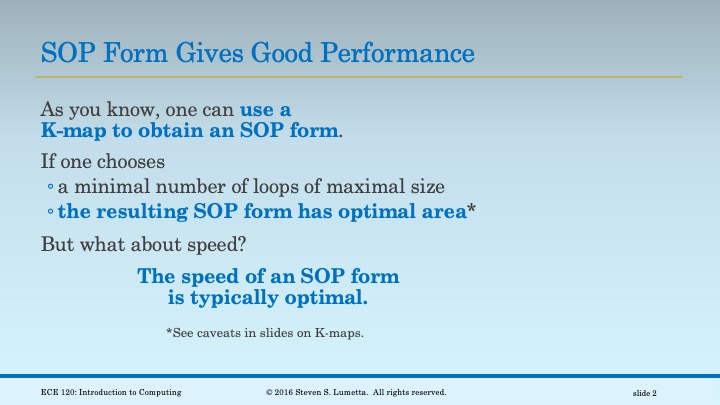 SOP Form Gives Good Performance
As you know, one can use a
K-map to obtain an SOP form.
If one chooses
◦a minimal number of loops of maximal size
◦the resulting SOP form has optimal area*
But what about speed?
The speed of an SOP form
is typically optimal.
*See caveats in slides on K-maps.
ECE 120: Introduction to Computing © 2016 Steven S. Lumetta. All rights reserved. slide 2